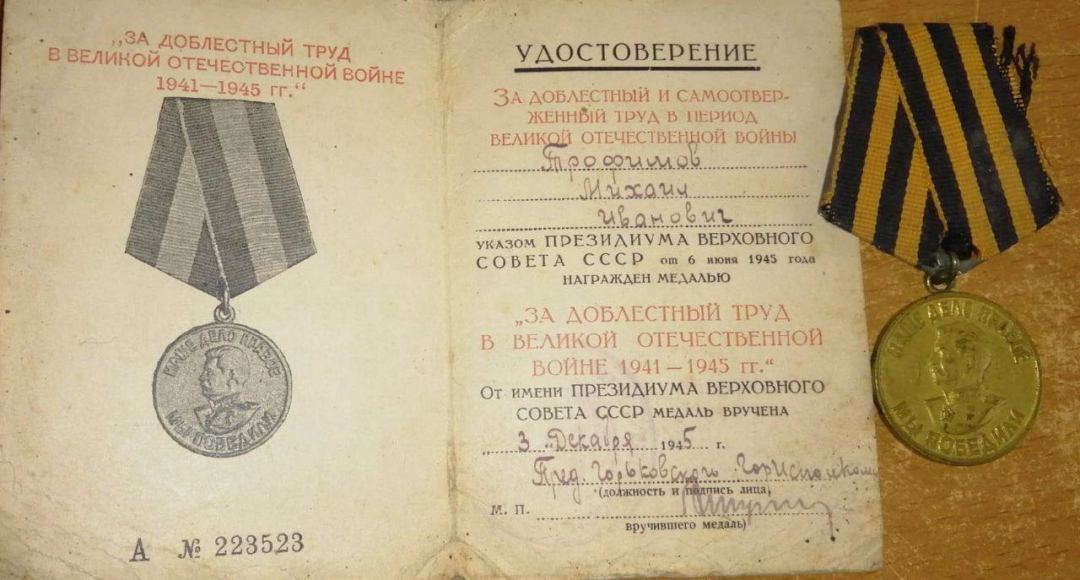 „ЗА ДОБЛЕСТНЫЙ ТРУД
В ВЕЛИКОЙ ОТЕЧЕСТВЕННОЙ ВОЙНЕ
1941—1945 гг.“
НАШЕ ДЕЛО ПРАВОЕ
МЫ ПОБЕДИЛИ
А № 223523
УДОСТОВЕРЕНИЕ
ЗА ДОБЛЕСТНЫЙ И САМООТВЕР-
ЖЕННЫЙ ТРУД В ПЕРИОД
ВЕЛИКОЙ ОТЕЧЕСТВЕННОЙ ВОЙНЫ
Трофимов
Михаил
Иванович
УКАЗОМ ПРЕЗИДИУМА ВЕРХОВНОГО
СОВЕТА СССР от 6 июня 1945 года
НАГРАЖДЕН МЕДАЛЬЮ
„ЗА ДОБЛЕСТНЫЙ ТРУД
В ВЕЛИКОЙ ОТЕЧЕСТВЕННОЙ
ВОЙНЕ 1941—1945 гг.“
От имени ПРЕЗИДИУМА ВЕРХОВНОГО
СОВЕТА СССР МЕДАЛЬ ВРУЧЕНА
„3 „ Декабря 1945 г.
Пред. Горьковского Горисполкома
(должность и подпись лица,
М. П.
вручившего медаль)
НАШЕ ДЕЛО ПРАВОЕ
МЫ ПОБЕДИЛИ